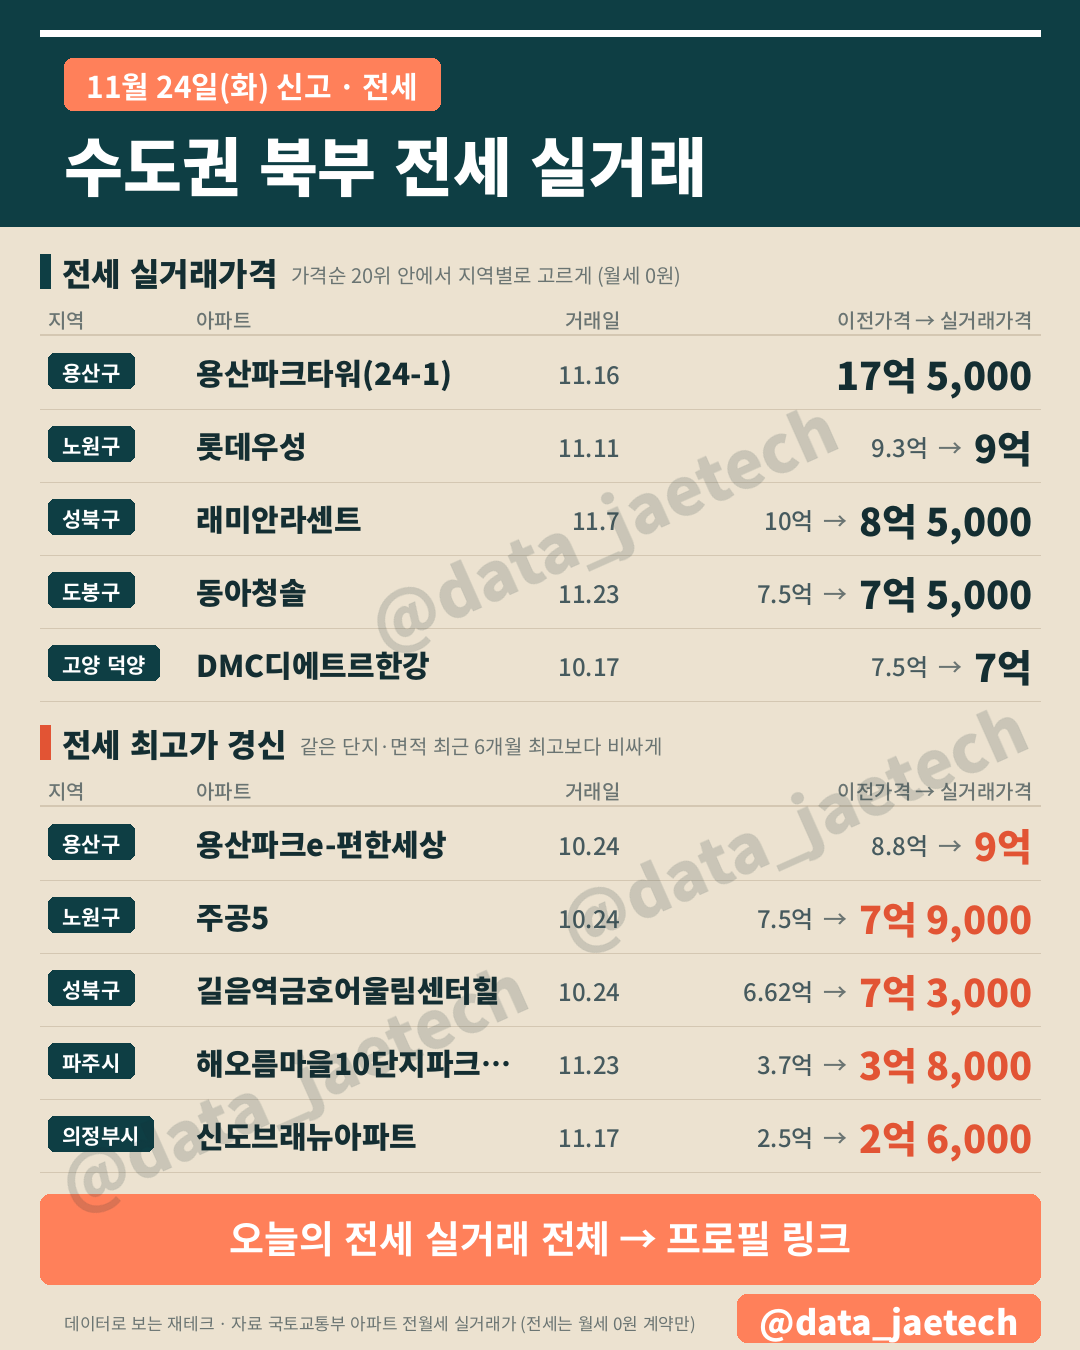 11월 24일(화) 신고 · 전세
수도권 북부 전세 실거래
전세 실거래가격 가격순 20위 안에서 지역별로 고르게 (월세 0원)
지역 아파트 거래일 이전가격 → 실거래가격
용산구 용산파크타워(24-1) 11.16 17억 5,000
노원구 롯데우성 11.11 9.3억 → 9억
성북구 래미안라센트 11.7 10억 → 8억 5,000
도봉구 동아청솔 11.23 7.5억 → 7억 5,000
고양 덕양 DMC디에트르한강 10.17 7.5억 → 7억
전세 최고가 경신 같은 단지·면적 최근 6개월 최고보다 비싸게
지역 아파트 거래일 이전가격 → 실거래가격
용산구 용산파크e-편한세상 10.24 8.8억 → 9억
노원구 주공5 10.24 7.5억 → 7억 9,000
성북구 길음역금호어울림센터힐 10.24 6.62억 → 7억 3,000
파주시 해오름마을10단지파크… 11.23 3.7억 → 3억 8,000
의정부시 신도브래뉴아파트 11.17 2.5억 → 2억 6,000
오늘의 전세 실거래 전체 → 프로필 링크
데이터로 보는 재테크 · 자료 국토교통부 아파트 전월세 실거래가 (전세는 월세 0원 계약만)
@data_jaetech
@data_jaetech
@data_jaetech
@data_jaetech